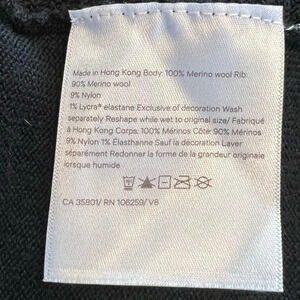 Made in Hong Kong Body: 100% Merino wool Rib:
90% Merino wool
9% Nylon
1% Lycra® elastane Exclusive of decoration Wash
separately Reshape while wet to original size/ Fabriqué
à Hong Kong Corps: 100% Mérinos Côte: 90% Mérinos
9% Nylon 1% Élasthanne Sauf la décoration Laver
séparément Redonner la forme de la grandeur originale
lorsque humide
CA 35801/ RN 106259/ V8